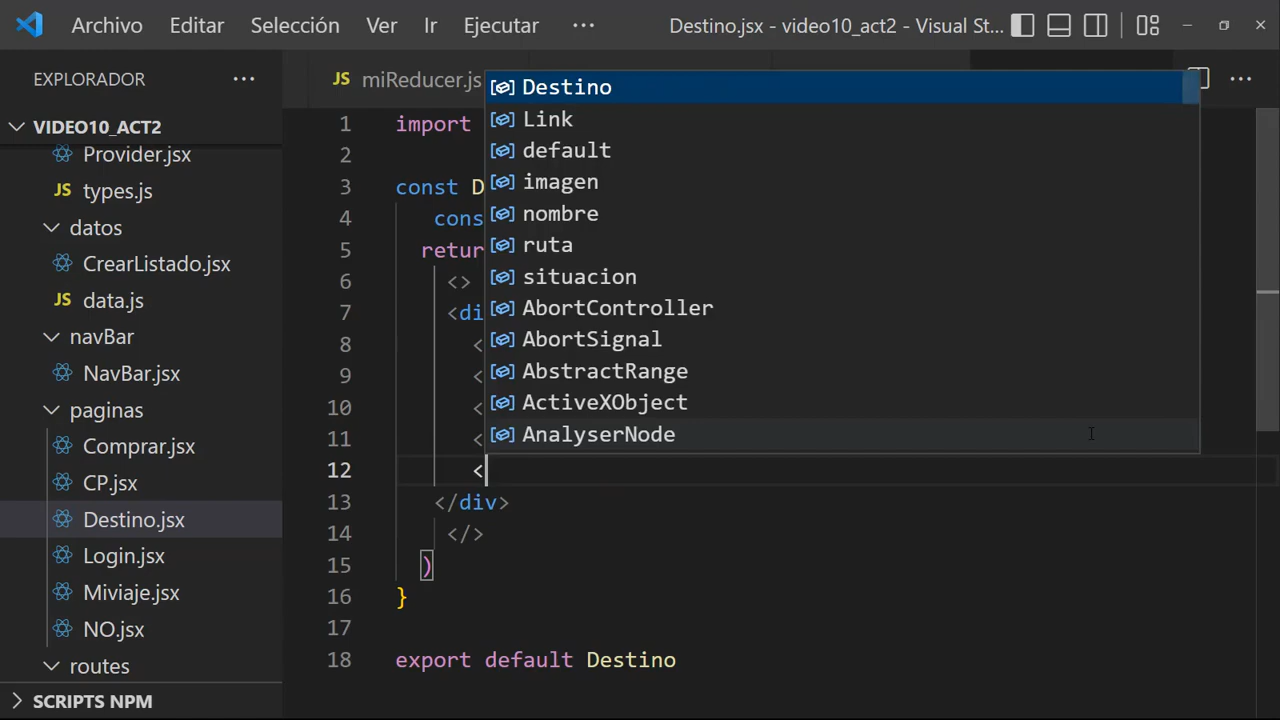 Archivo Editar Selección Ver Ir Ejecutar ··· Destino.jsx - video10_act2 - Visual St...
EXPLORADOR ···
VIDEO10_ACT2
Provider.jsx
JS types.js
datos
CrearListado.jsx
JS data.js
navBar
NavBar.jsx
paginas
Comprar.jsx
CP.jsx
Destino.jsx
Login.jsx
Miviaje.jsx
NO.jsx
routes
SCRIPTS NPM
JS miReducer.js ···
1 import
2
3 const D
4 cons
5 retur
6 <>
7 <div
8 <
9 <
10 <
11 <
12 <
13 </div>
14 </>
15 )
16 }
17
18 export default Destino
Destino
Link
default
imagen
nombre
ruta
situacion
AbortController
AbortSignal
AbstractRange
ActiveXObject
AnalyserNode